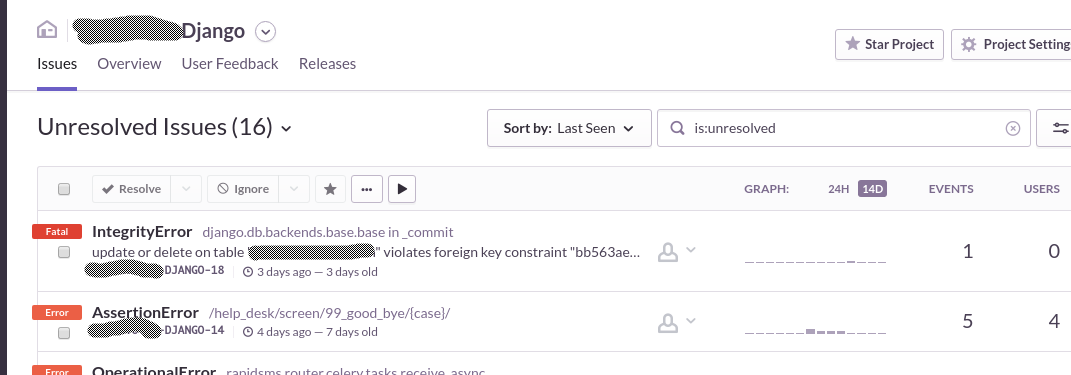 Django
Star Project
Project Setting
Issues Overview User Feedback Releases
Unresolved Issues (16)
Sort by: Last Seen
is:unresolved
Resolve
Ignore
GRAPH: 24H 14D EVENTS USERS
Fatal
IntegrityError django.db.backends.base.base in _commit
update or delete on table " " violates foreign key constraint "bb563ae...
-DJANGO-18 3 days ago — 3 days old
1 0
Error
AssertionError /help_desk/screen/99_good_bye/{case}/
-DJANGO-14 4 days ago — 7 days old
5 4
Error
OperationalError rapidsms.router.celery.tasks.receive_async